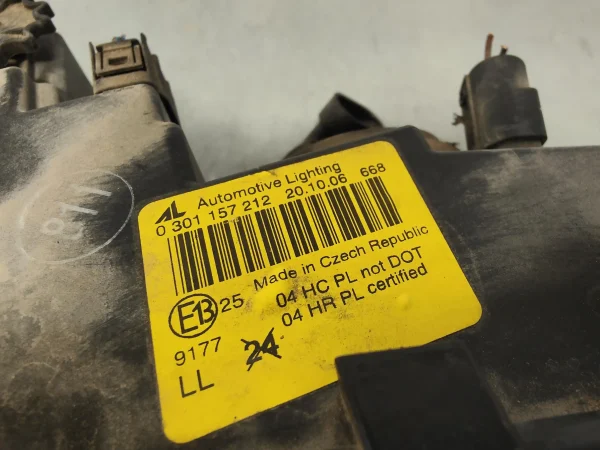 AL Automotive Lighting
0 301 157 212 20.10.06 668
Made in Czech Republic
E13 25 04 HC PL not DOT
04 HR PL certified
9177 24
LL